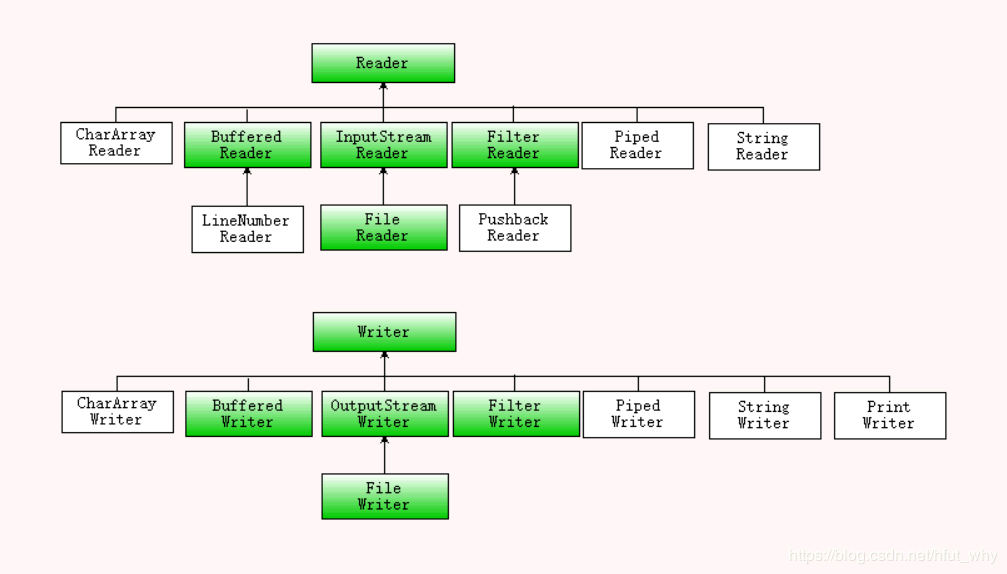 Reader
CharArray
Reader
Buffered
Reader
InputStream
Reader
Filter
Reader
Piped
Reader
String
Reader
LineNumber
Reader
File
Reader
Pushback
Reader
Writer
CharArray
Writer
Buffered
Writer
OutputStream
Writer
Filter
Writer
Piped
Writer
String
Writer
Print
Writer
File
Writer
https://blog.csdn.net/hfut_why